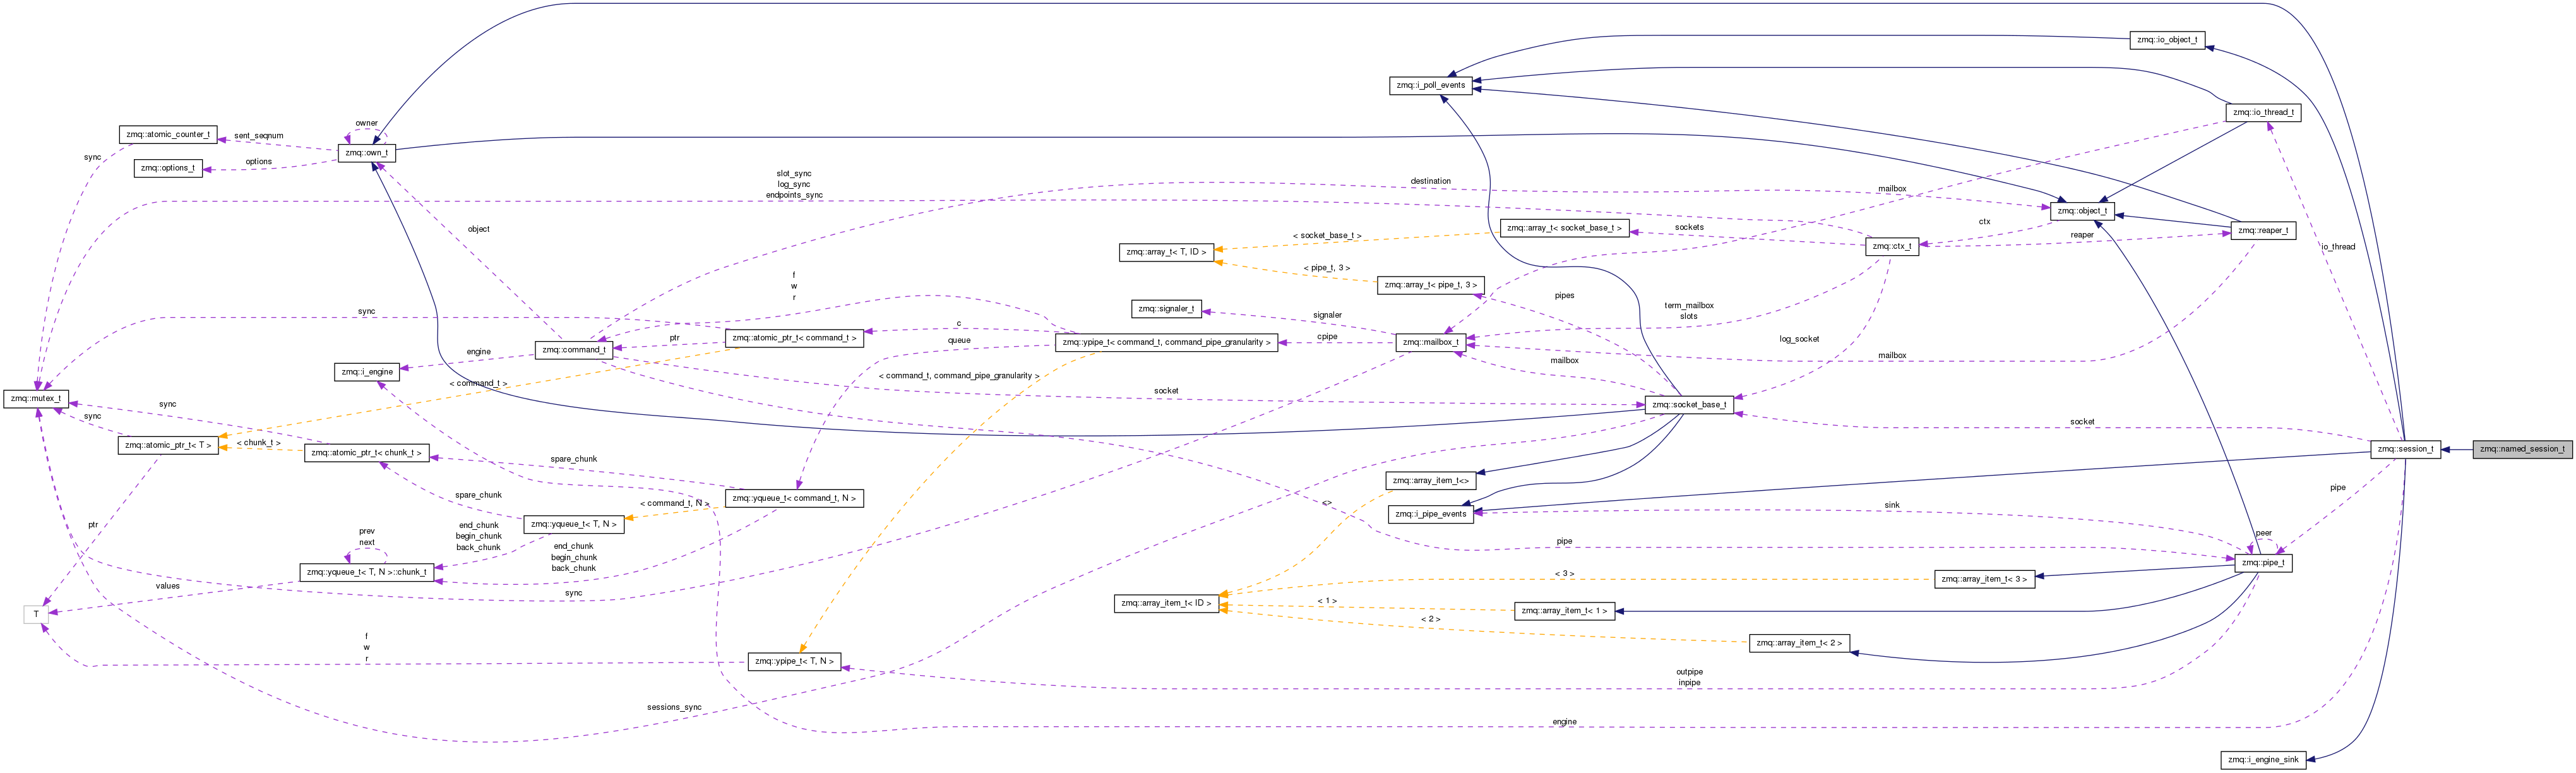 zmq::io_object_t
zmq::i_poll_events
zmq::io_thread_t
owner
zmq::atomic_counter_t
sent_seqnum
zmq::own_t
sync
options
zmq::options_t
slot_sync
log_sync
endpoints_sync
destination
mailbox
zmq::object_t
object
ctx
zmq::array_t< socket_base_t >
sockets
reaper
zmq::reaper_t
< socket_base_t >
zmq::array_t< T, ID >
zmq::ctx_t
io_thread
< pipe_t, 3 >
zmq::array_t< pipe_t, 3 >
f
w
r
pipes
term_mailbox
slots
zmq::signaler_t
signaler
sync
c
ptr
zmq::atomic_ptr_t< command_t >
cpipe
queue
zmq::ypipe_t< command_t, command_pipe_granularity >
zmq::mailbox_t
log_socket
zmq::command_t
engine
mailbox
mailbox
zmq::i_engine
< command_t >
< command_t, command_pipe_granularity >
socket
zmq::mutex_t
sync
sync
zmq::socket_base_t
socket
zmq::atomic_ptr_t< T >
< chunk_t >
zmq::atomic_ptr_t< chunk_t >
zmq::session_t
zmq::named_session_t
spare_chunk
zmq::array_item_t<>
pipe
spare_chunk
zmq::yqueue_t< command_t, N >
< command_t, N >
<>
sink
zmq::i_pipe_events
ptr
zmq::yqueue_t< T, N >
prev
next
end_chunk
begin_chunk
back_chunk
end_chunk
begin_chunk
back_chunk
pipe
peer
zmq::pipe_t
zmq::yqueue_t< T, N >::chunk_t
values
sync
< 3 >
zmq::array_item_t< 3 >
zmq::array_item_t< ID >
< 1 >
zmq::array_item_t< 1 >
T
< 2 >
zmq::array_item_t< 2 >
f
w
r
zmq::ypipe_t< T, N >
outpipe
inpipe
sessions_sync
engine
zmq::i_engine_sink